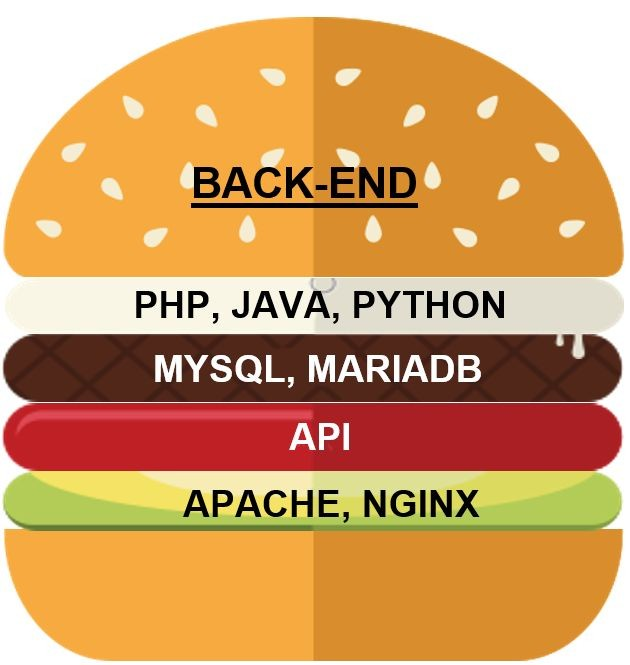 BACK-END
PHP, JAVA, PYTHON
MYSQL, MARIADB
API
APACHE, NGINX